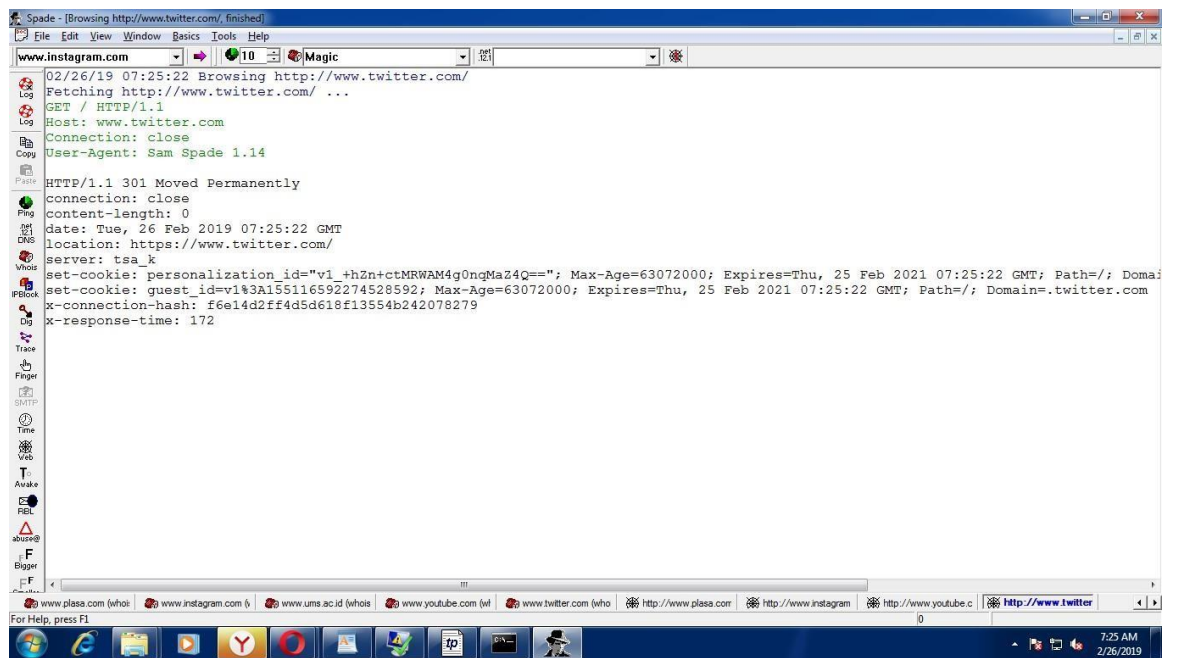 Spade - [Browsing http://www.twitter.com/, finished]
File Edit View Window Basics Tools Help
www.instagram.com 10 Magic .net .12.1
02/26/19 07:25:22 Browsing http://www.twitter.com/
Fetching http://www.twitter.com/ ...
GET / HTTP/1.1
Host: www.twitter.com
Connection: close
User-Agent: Sam Spade 1.14
HTTP/1.1 301 Moved Permanently
connection: close
content-length: 0
date: Tue, 26 Feb 2019 07:25:22 GMT
location: https://www.twitter.com/
server: tsa_k
set-cookie: personalization_id="v1_+hZn+ctMRWAM4g0nqMaZ4Q=="; Max-Age=63072000; Expires=Thu, 25 Feb 2021 07:25:22 GMT; Path=/; Domai
set-cookie: guest_id=v1%3A155116592274528592; Max-Age=63072000; Expires=Thu, 25 Feb 2021 07:25:22 GMT; Path=/; Domain=.twitter.com
x-connection-hash: f6e14d2ff4d5d618f13554b242078279
x-response-time: 172
Log
Log
Copy
Paste
Ping
.net
.12.1
DNS
Whois
IPBlock
Dig
Trace
Finger
SMTP
Time
Web
Awake
RBL
abuse@
Bigger
www.plasa.com (whoi www.instagram.com (w www.ums.ac.id (whois www.youtube.com (wh www.twitter.com (who http://www.plasa.com http://www.instagram http://www.youtube.c http://www.twitter
For Help, press F1 0
7:25 AM
2/26/2019